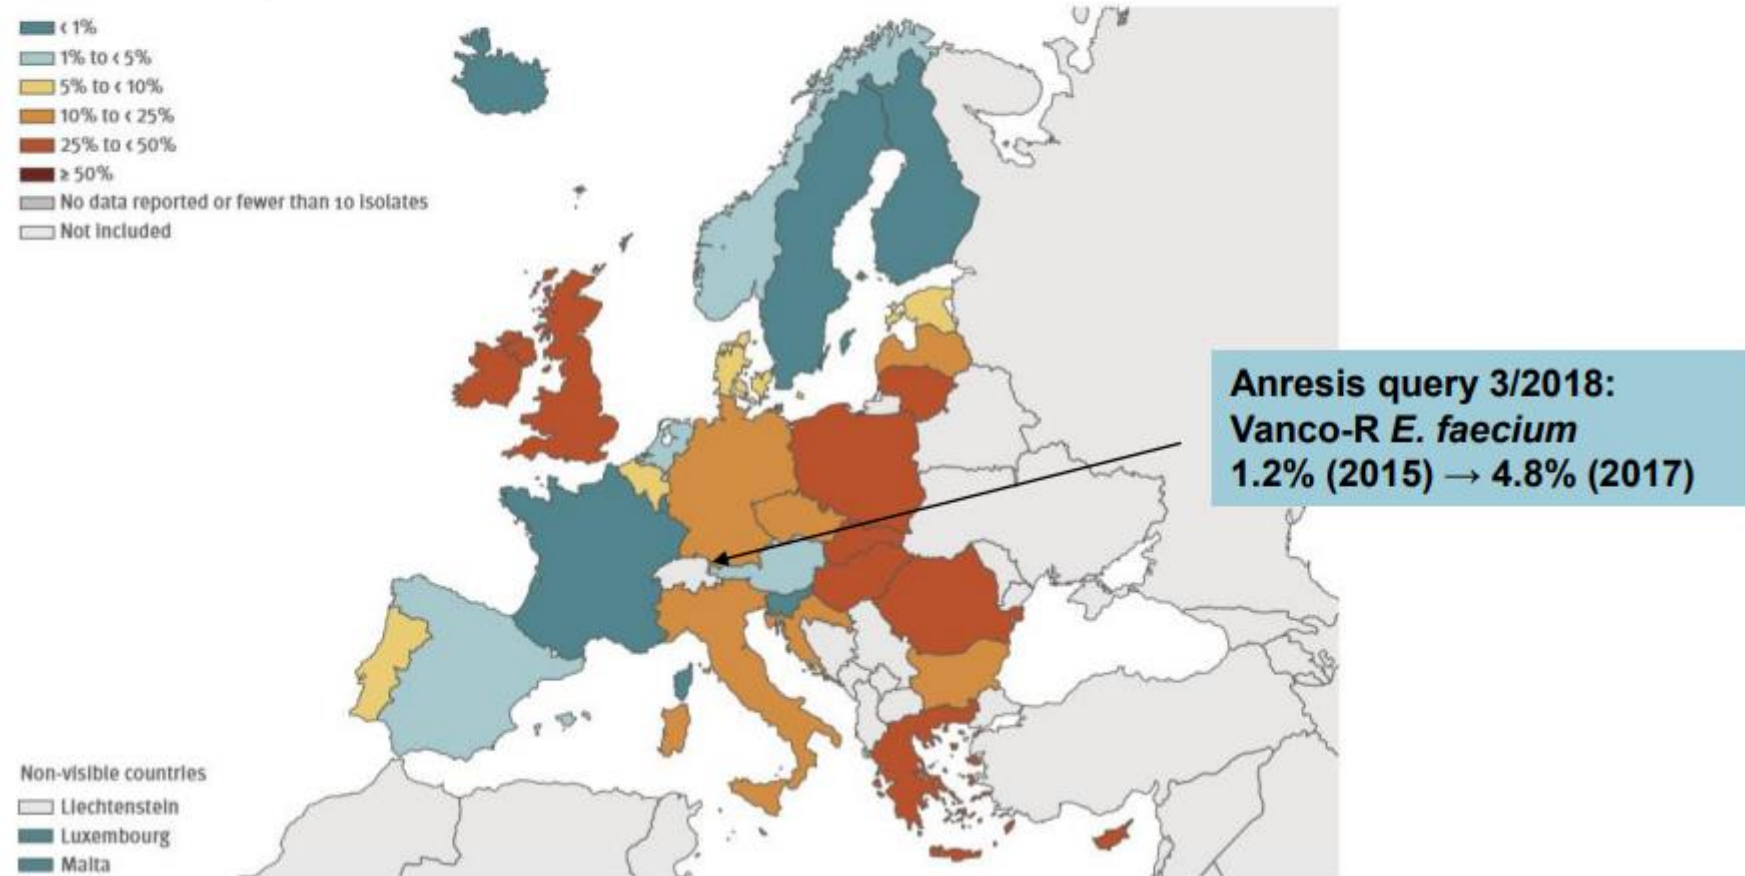 < 1%
1% to < 5%
5% to < 10%
10% to < 25%
25% to < 50%
≥ 50%
No data reported or fewer than 10 isolates
Not included
Anresis query 3/2018:
Vanco-R E. faecium
1.2% (2015) → 4.8% (2017)
Non-visible countries
Liechtenstein
Luxembourg
Malta